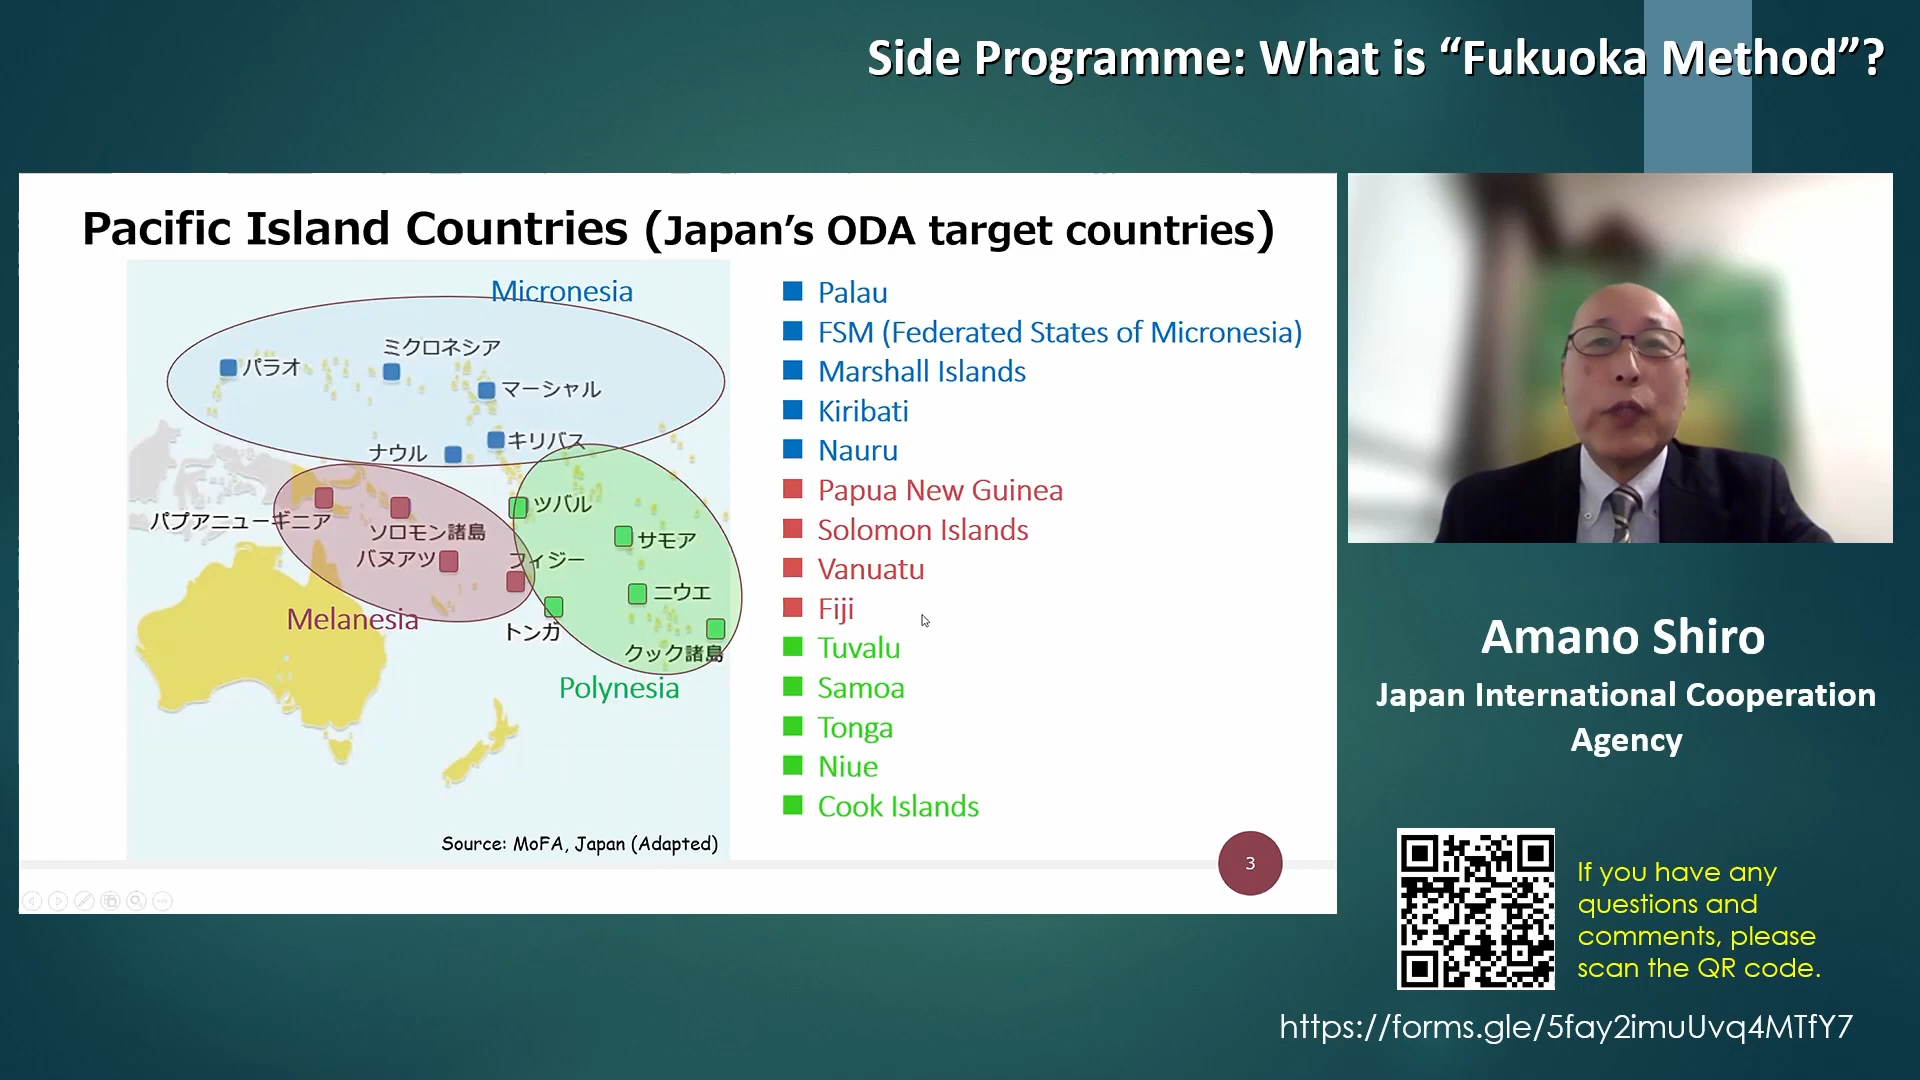 Side Programme: What is “Fukuoka Method”?
Pacific Island Countries (Japan’s ODA target countries)
Micronesia
ミクロネシア
パラオ
マーシャル
キリバス
ナウル
ツバル
パプアニューギニア
ソロモン諸島
サモア
バヌアツ
フィジー
ニウエ
Melanesia
トンガ
クック諸島
Polynesia
Source: MoFA, Japan (Adapted)
Palau
FSM (Federated States of Micronesia)
Marshall Islands
Kiribati
Nauru
Papua New Guinea
Solomon Islands
Vanuatu
Fiji
Tuvalu
Samoa
Tonga
Niue
Cook Islands
3
Amano Shiro
Japan International Cooperation
Agency
If you have any
questions and
comments, please
scan the QR code.
https://forms.gle/5fay2imuUvq4MTfY7